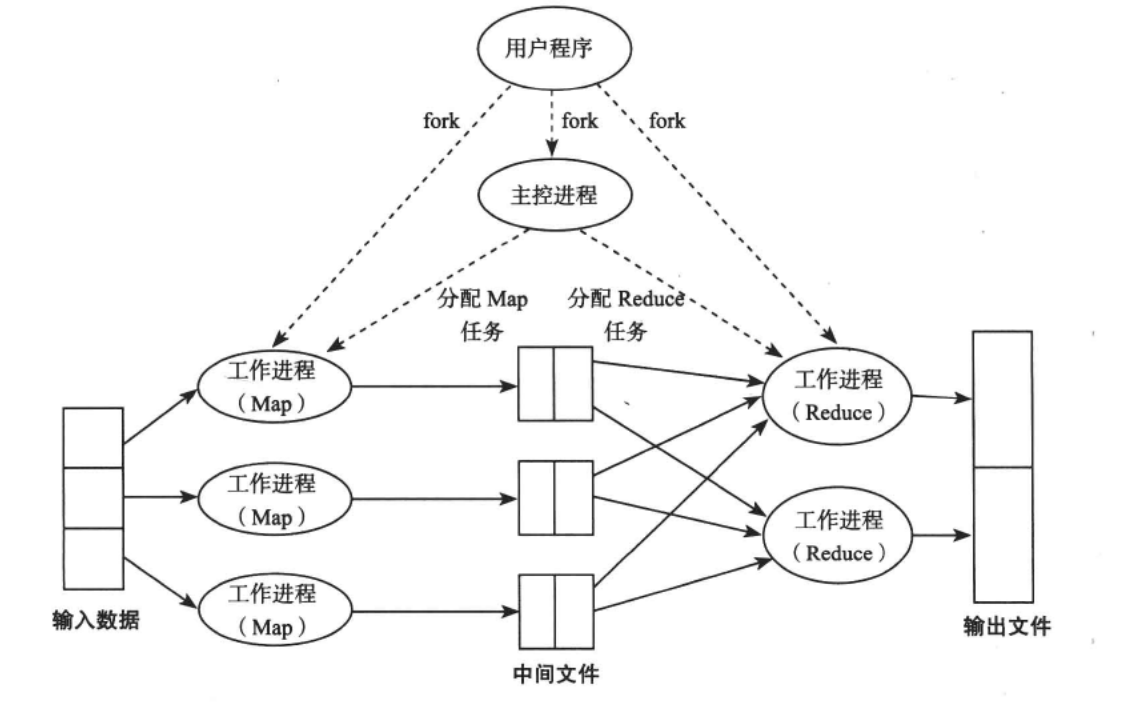 用户程序
fork
fork
fork
主控进程
分配 Map
任务
分配 Reduce
任务
工作进程
（Map）
工作进程
（Reduce）
工作进程
（Map）
工作进程
（Reduce）
工作进程
（Map）
输入数据
中间文件
输出文件